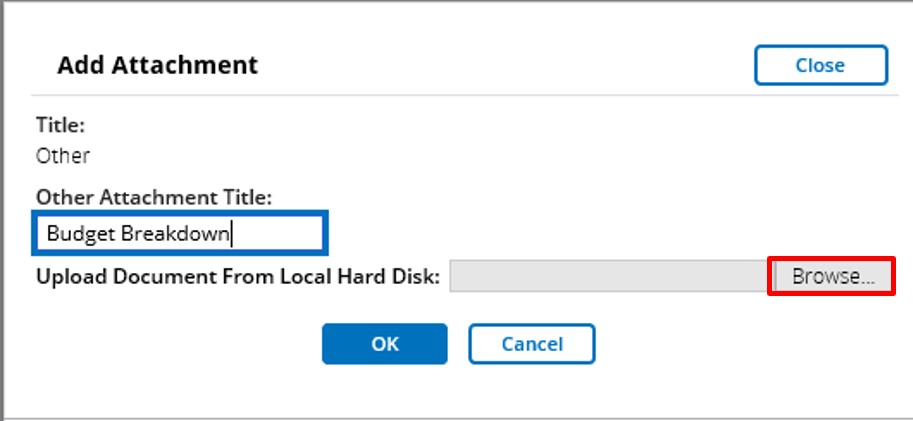 Add Attachment
Close
Title:
Other
Other Attachment Title:
Budget Breakdown
Upload Document From Local Hard Disk:
Browse...
OK
Cancel